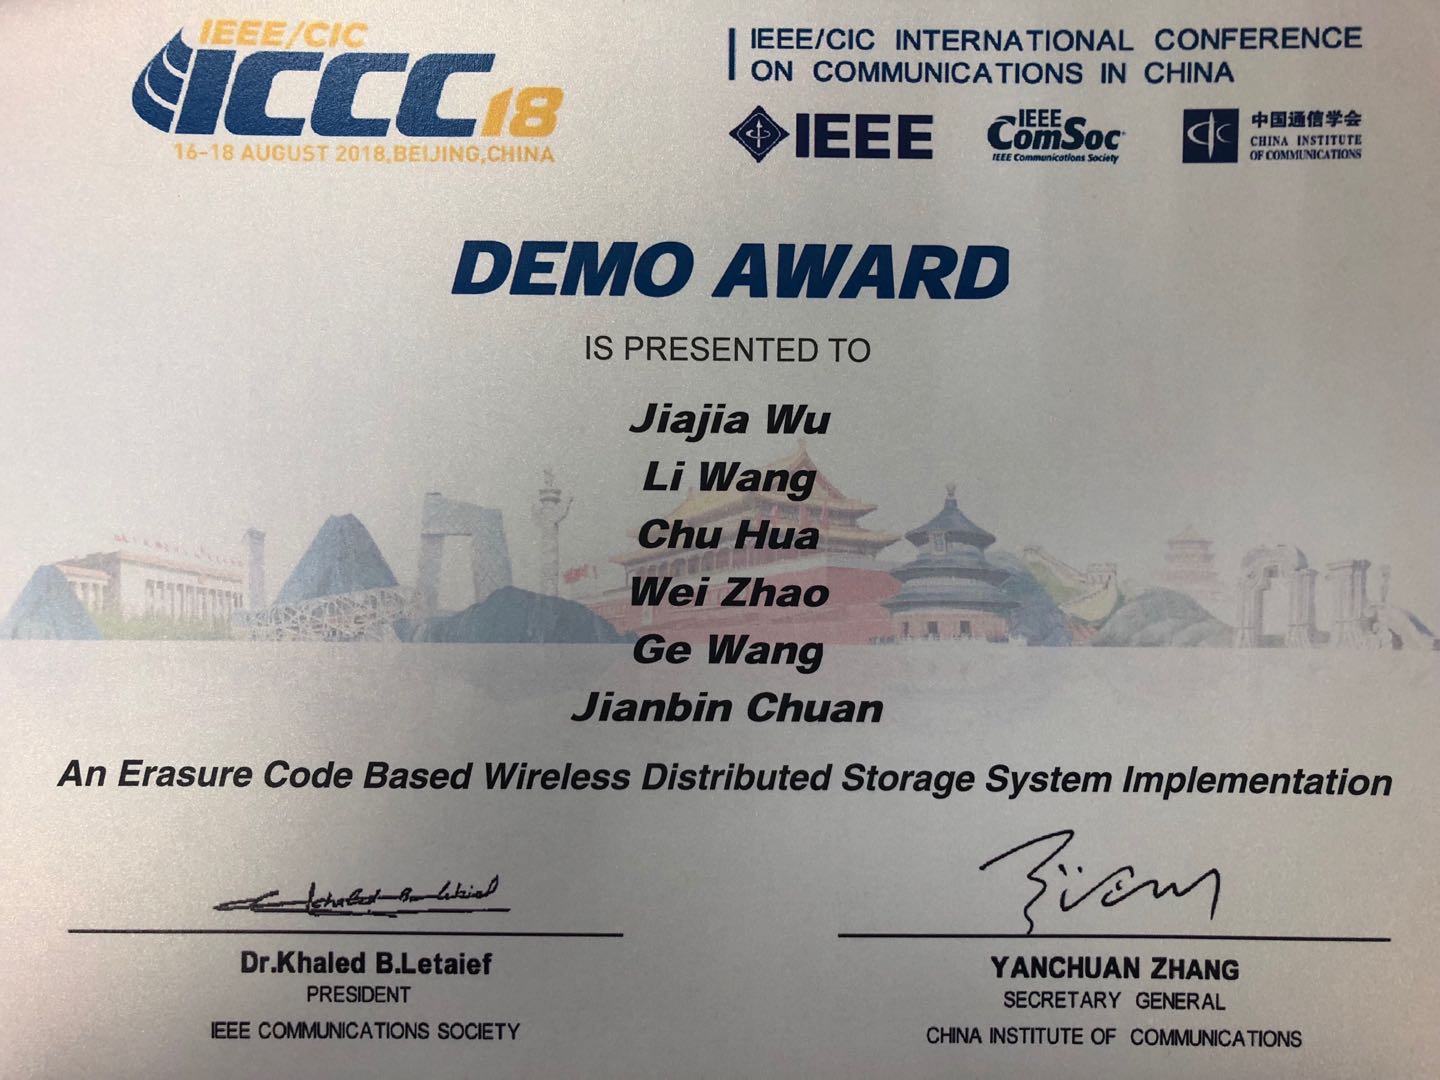 IEEE/CIC
ICCC18
16-18 AUGUST 2018,BEIJING,CHINA
IEEE/CIC INTERNATIONAL CONFERENCE
ON COMMUNICATIONS IN CHINA
IEEE
IEEE
ComSoc
IEEE Communications Society
中国通信学会
CHINA INSTITUTE
OF COMMUNICATIONS
DEMO AWARD
IS PRESENTED TO
Jiajia Wu
Li Wang
Chu Hua
Wei Zhao
Ge Wang
Jianbin Chuan
An Erasure Code Based Wireless Distributed Storage System Implementation
Khaled B. Letaief
Dr.Khaled B.Letaief
PRESIDENT
IEEE COMMUNICATIONS SOCIETY
YANCHUAN ZHANG
SECRETARY GENERAL
CHINA INSTITUTE OF COMMUNICATIONS